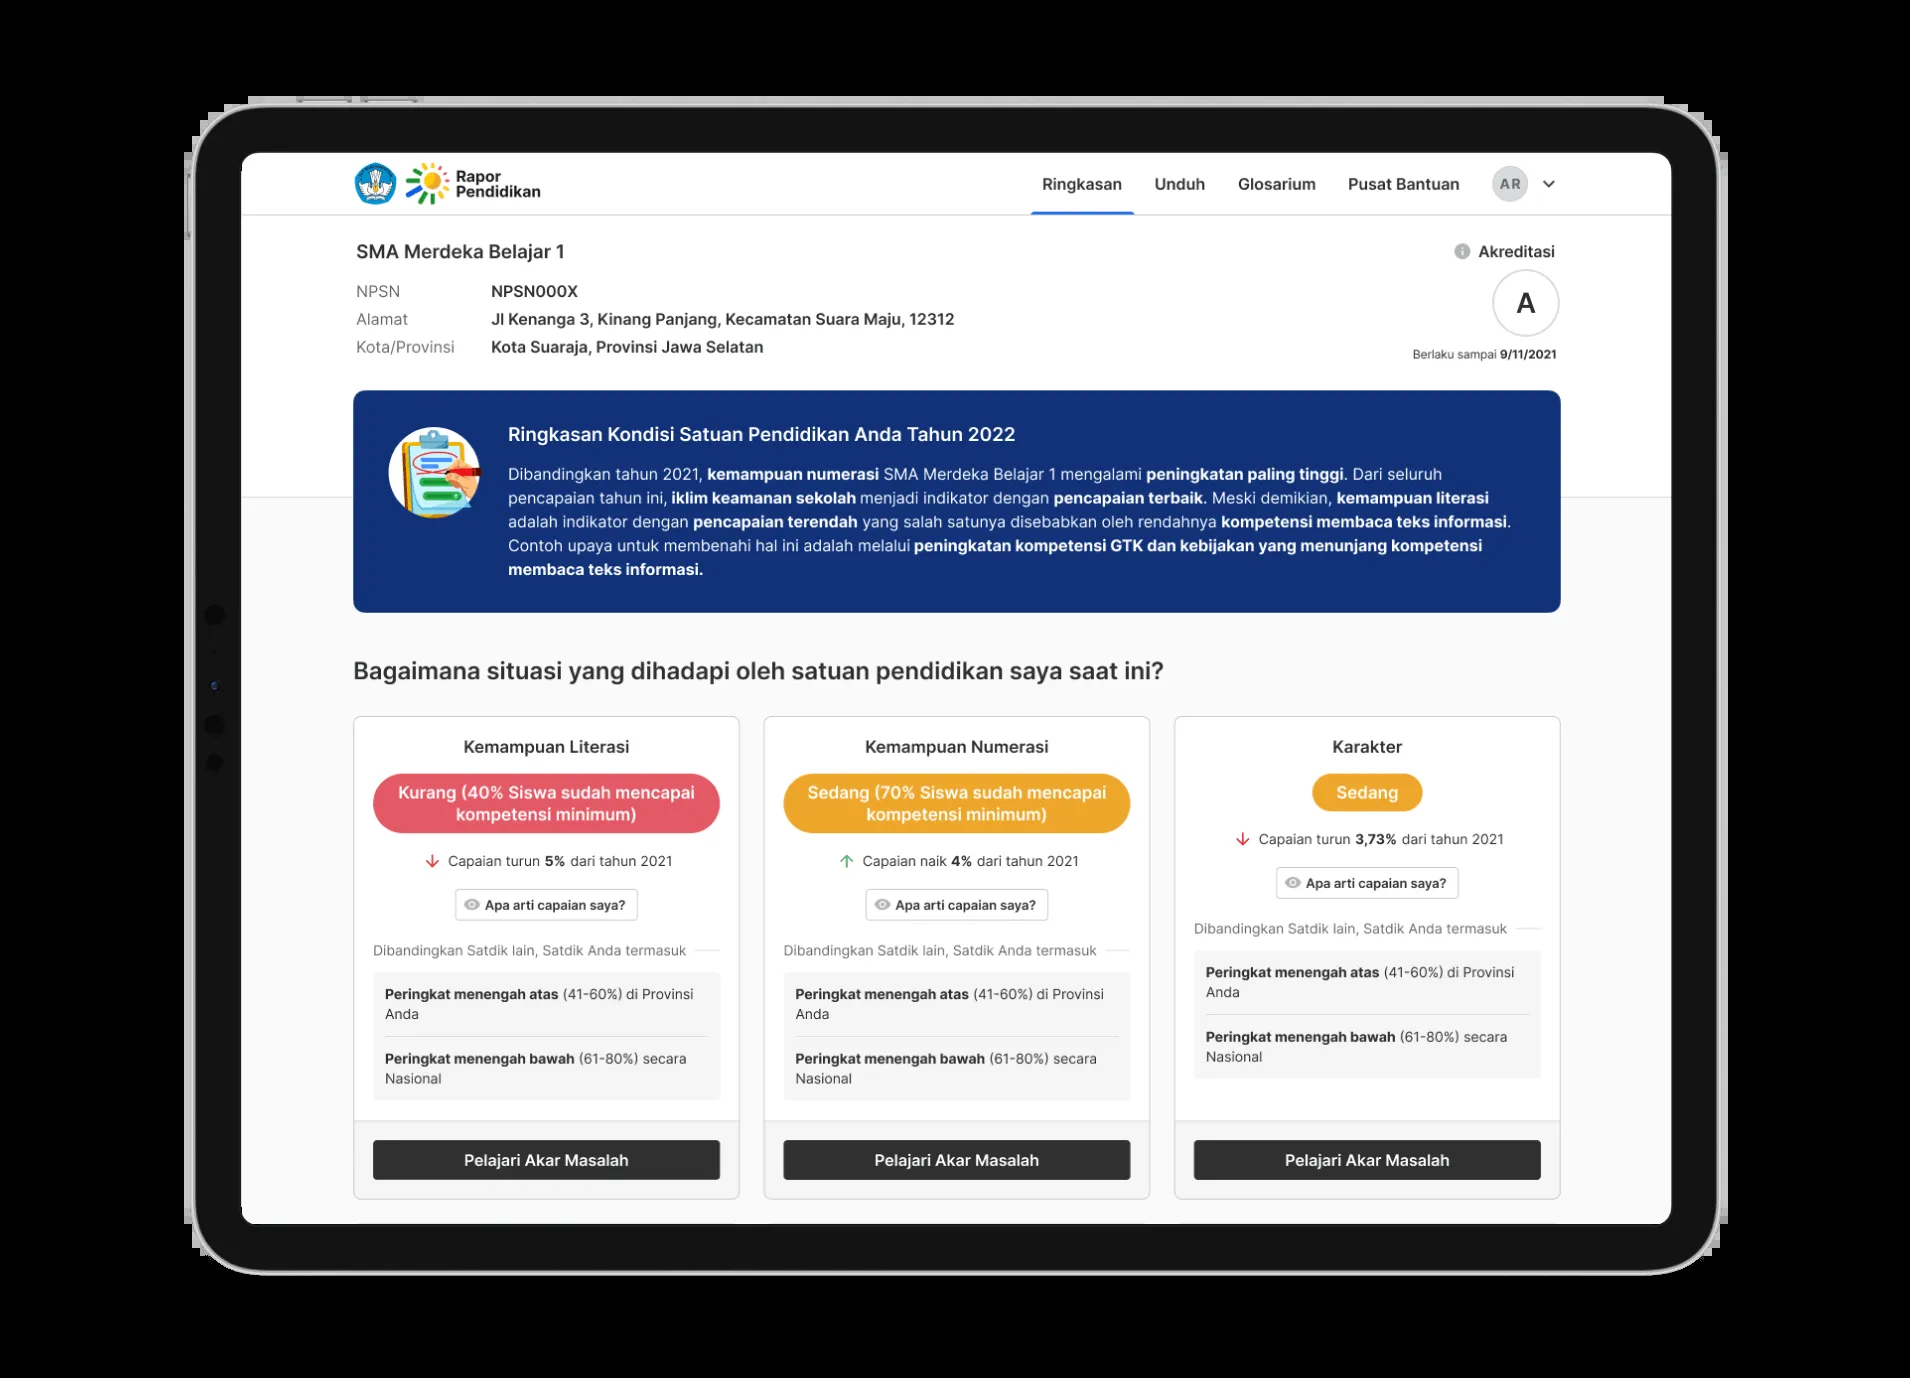 Rapor
Pendidikan
Ringkasan
Unduh
Glosarium
Pusat Bantuan
AR
SMA Merdeka Belajar 1
NPSN NPSN000X
Alamat Jl Kenanga 3, Kinang Panjang, Kecamatan Suara Maju, 12312
Kota/Provinsi Kota Suaraja, Provinsi Jawa Selatan
Akreditasi
A
Berlaku sampai 9/11/2021
Ringkasan Kondisi Satuan Pendidikan Anda Tahun 2022
Dibandingkan tahun 2021, kemampuan numerasi SMA Merdeka Belajar 1 mengalami peningkatan paling tinggi. Dari seluruh
pencapaian tahun ini, iklim keamanan sekolah menjadi indikator dengan pencapaian terbaik. Meski demikian, kemampuan literasi
adalah indikator dengan pencapaian terendah yang salah satunya disebabkan oleh rendahnya kompetensi membaca teks informasi.
Contoh upaya untuk membenahi hal ini adalah melalui peningkatan kompetensi GTK dan kebijakan yang menunjang kompetensi
membaca teks informasi.
Bagaimana situasi yang dihadapi oleh satuan pendidikan saya saat ini?
Kemampuan Literasi
Kurang (40% Siswa sudah mencapai
kompetensi minimum)
Capaian turun 5% dari tahun 2021
Apa arti capaian saya?
Dibandingkan Satdik lain, Satdik Anda termasuk
Peringkat menengah atas (41-60%) di Provinsi
Anda
Peringkat menengah bawah (61-80%) secara
Nasional
Pelajari Akar Masalah
Kemampuan Numerasi
Sedang (70% Siswa sudah mencapai
kompetensi minimum)
Capaian naik 4% dari tahun 2021
Apa arti capaian saya?
Dibandingkan Satdik lain, Satdik Anda termasuk
Peringkat menengah atas (41-60%) di Provinsi
Anda
Peringkat menengah bawah (61-80%) secara
Nasional
Pelajari Akar Masalah
Karakter
Sedang
Capaian turun 3,73% dari tahun 2021
Apa arti capaian saya?
Dibandingkan Satdik lain, Satdik Anda termasuk
Peringkat menengah atas (41-60%) di Provinsi
Anda
Peringkat menengah bawah (61-80%) secara
Nasional
Pelajari Akar Masalah